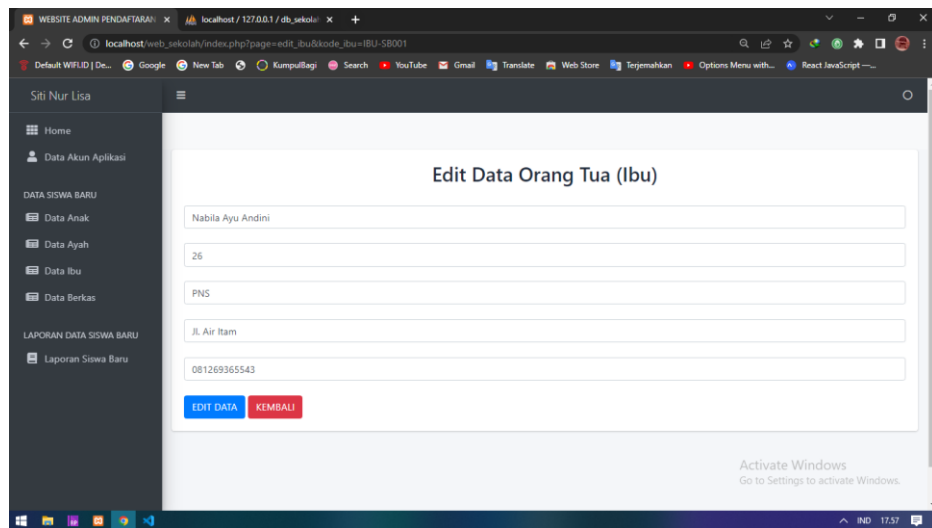 WEBSITE ADMIN PENDAFTARAN
localhost / 127.0.0.1 / db_sekolah
localhost/web_sekolah/index.php?page=edit_ibu&kode_ibu=IBU-SB001
Default WIFI.ID | De... Google New Tab KumpulBagi Search YouTube Gmail Translate Web Store Terjemahkan Options Menu with... React JavaScript —...
Siti Nur Lisa
Home
Data Akun Aplikasi
DATA SISWA BARU
Data Anak
Data Ayah
Data Ibu
Data Berkas
LAPORAN DATA SISWA BARU
Laporan Siswa Baru
Edit Data Orang Tua (Ibu)
Nabila Ayu Andini
26
PNS
Jl. Air Itam
081269365543
EDIT DATA KEMBALI
Activate Windows
Go to Settings to activate Windows.
IND 17.57